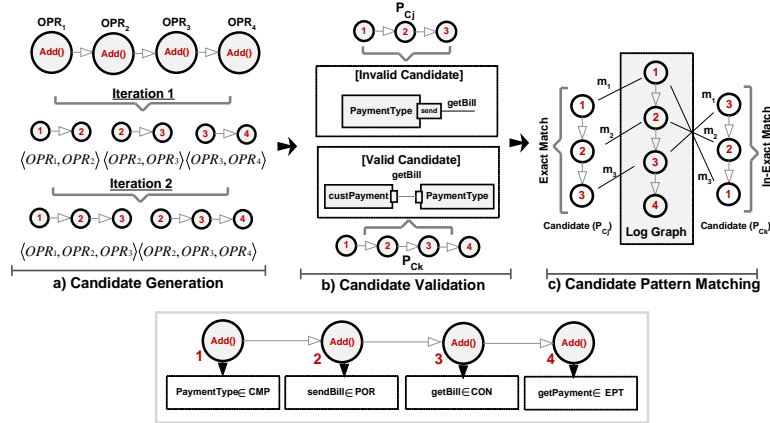 OPR1 OPR2 OPR3 OPR4
Add() Add() Add() Add()
Iteration 1
1 2 2 3 3 4
⟨OPR1, OPR2⟩ ⟨OPR2, OPR3⟩ ⟨OPR3, OPR4⟩
Iteration 2
1 2 3 2 3 4
⟨OPR1, OPR2, OPR3⟩ ⟨OPR2, OPR3, OPR4⟩
a) Candidate Generation
PCj
1 2 3
[Invalid Candidate]
PaymentType send getBill
[Valid Candidate]
getBill
custPayment PaymentType
1 2 3 4
PCk
b) Candidate Validation
Exact Match
1
2
3
Candidate (PCj)
m1
m2
m3
1
2
3
4
Log Graph
m1
m2
m3
3
2
1
Candidate (PCk)
In-Exact Match
c) Candidate Pattern Matching
Add() Add() Add() Add()
1 2 3 4
PaymentType∈ CMP
sendBill∈ POR
getBill∈ CON
getPayment∈ EPT